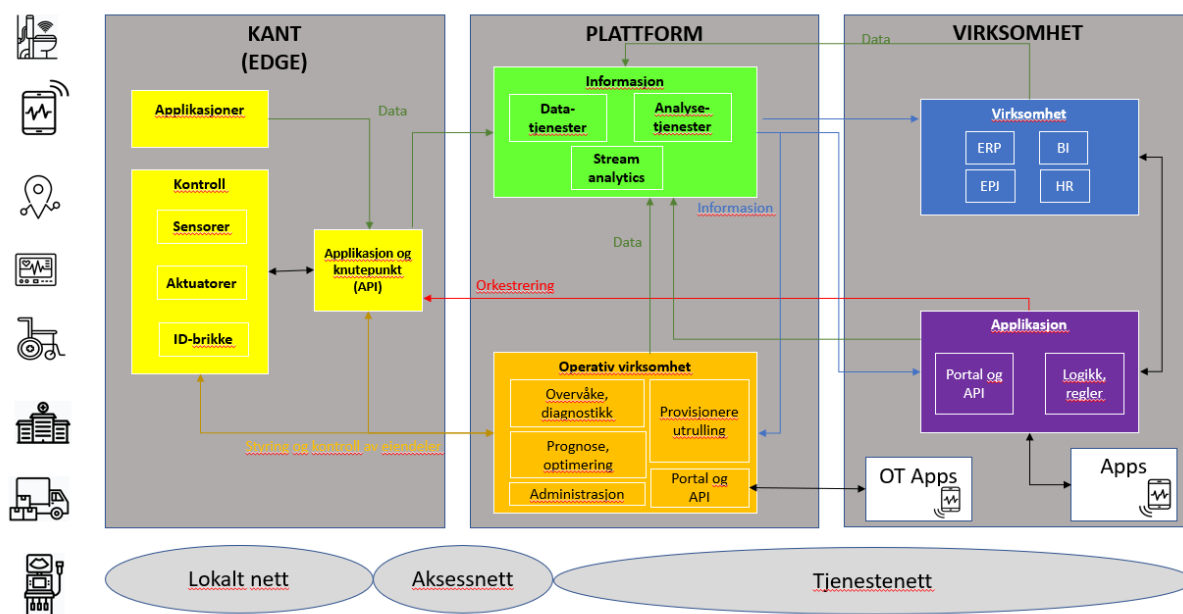 KANT
(EDGE)
Applikasjoner
Data
Kontroll
Sensorer
Aktuatorer
ID-brikke
Applikasjon og
knutepunkt
(API)
Styring og kontroll av eiendeler
PLATTFORM
Informasjon
Data-
tjenester
Analyse-
tjenester
Stream
analytics
Data
Informasjon
Orkestrering
Operativ virksomhet
Overvåke,
diagnostikk
Prognose,
optimering
Administrasjon
Provisjonere
utrulling
Portal og
API
VIRKSOMHET
Data
Virksomhet
ERP
BI
EPJ
HR
Applikasjon
Portal og
API
Logikk,
regler
OT Apps
Apps
Lokalt nett
Aksessnett
Tjenestenett